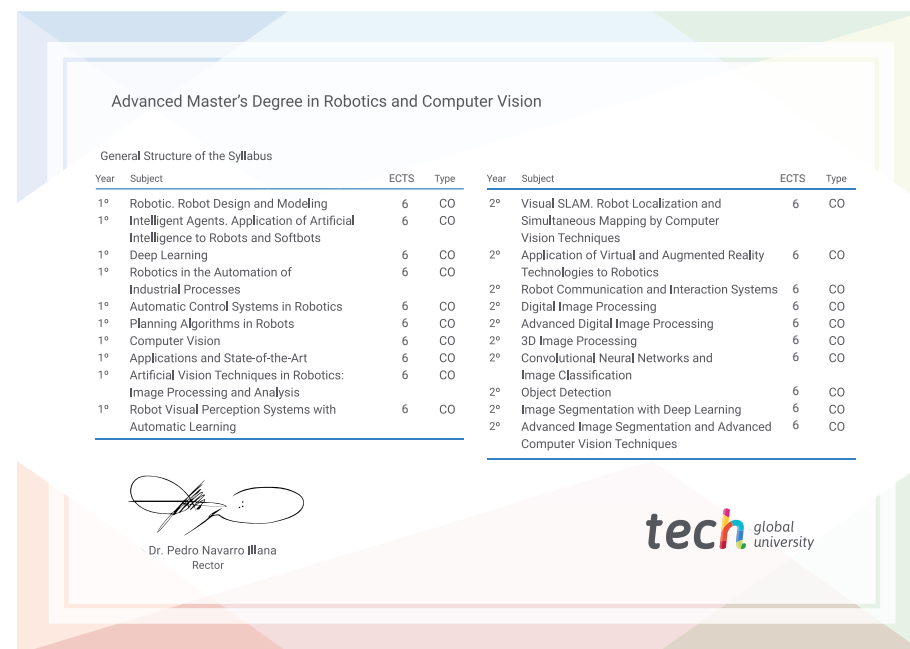 Advanced Master's Degree in Robotics and Computer Vision
General Structure of the Syllabus
Year Subject ECTS Type
1º Robotic. Robot Design and Modeling 6 CO
1º Intelligent Agents. Application of Artificial 6 CO
Intelligence to Robots and Softbots
1º Deep Learning 6 CO
1º Robotics in the Automation of 6 CO
Industrial Processes
1º Automatic Control Systems in Robotics 6 CO
1º Planning Algorithms in Robots 6 CO
1º Computer Vision 6 CO
1º Applications and State-of-the-Art 6 CO
1º Artificial Vision Techniques in Robotics: 6 CO
Image Processing and Analysis
1º Robot Visual Perception Systems with 6 CO
Automatic Learning
Year Subject ECTS Type
2º Visual SLAM. Robot Localization and 6 CO
Simultaneous Mapping by Computer
Vision Techniques
2º Application of Virtual and Augmented Reality 6 CO
Technologies to Robotics
2º Robot Communication and Interaction Systems 6 CO
2º Digital Image Processing 6 CO
2º Advanced Digital Image Processing 6 CO
2º 3D Image Processing 6 CO
2º Convolutional Neural Networks and 6 CO
Image Classification
2º Object Detection 6 CO
2º Image Segmentation with Deep Learning 6 CO
2º Advanced Image Segmentation and Advanced 6 CO
Computer Vision Techniques
Dr. Pedro Navarro Illana
Rector
tech global
university